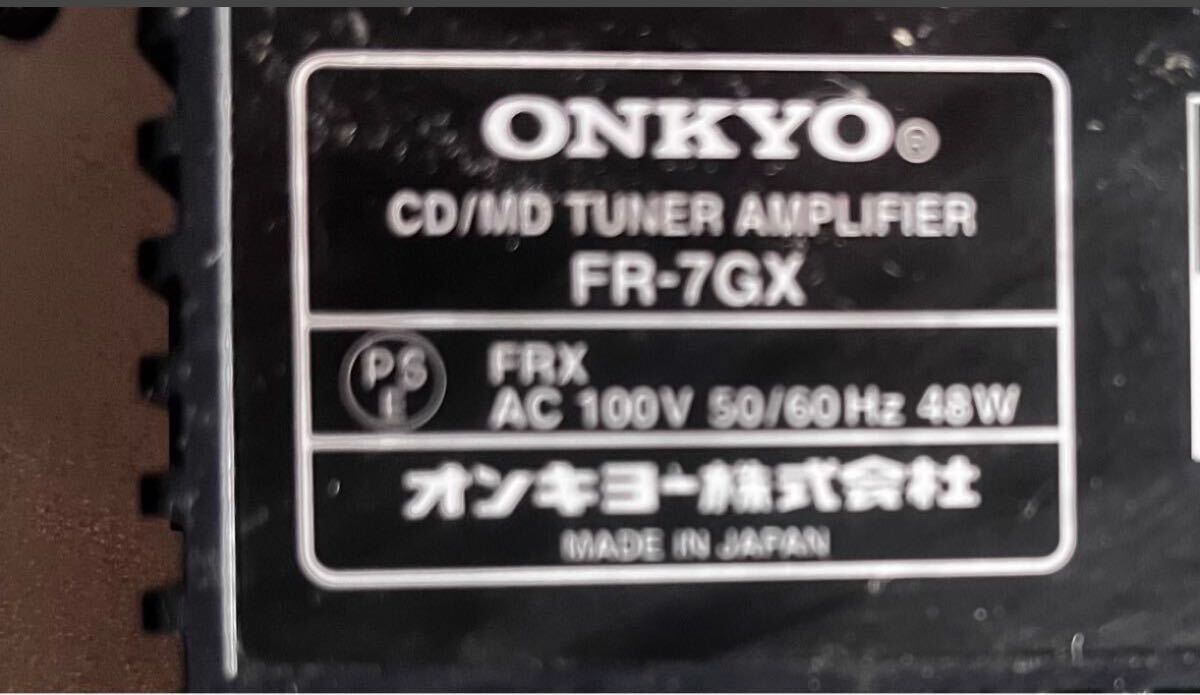 ONKYO®
CD/MD TUNER AMPLIFIER
FR-7GX
PS
E
FRX
AC 100V 50/60Hz 48W
オンキヨー株式会社
MADE IN JAPAN